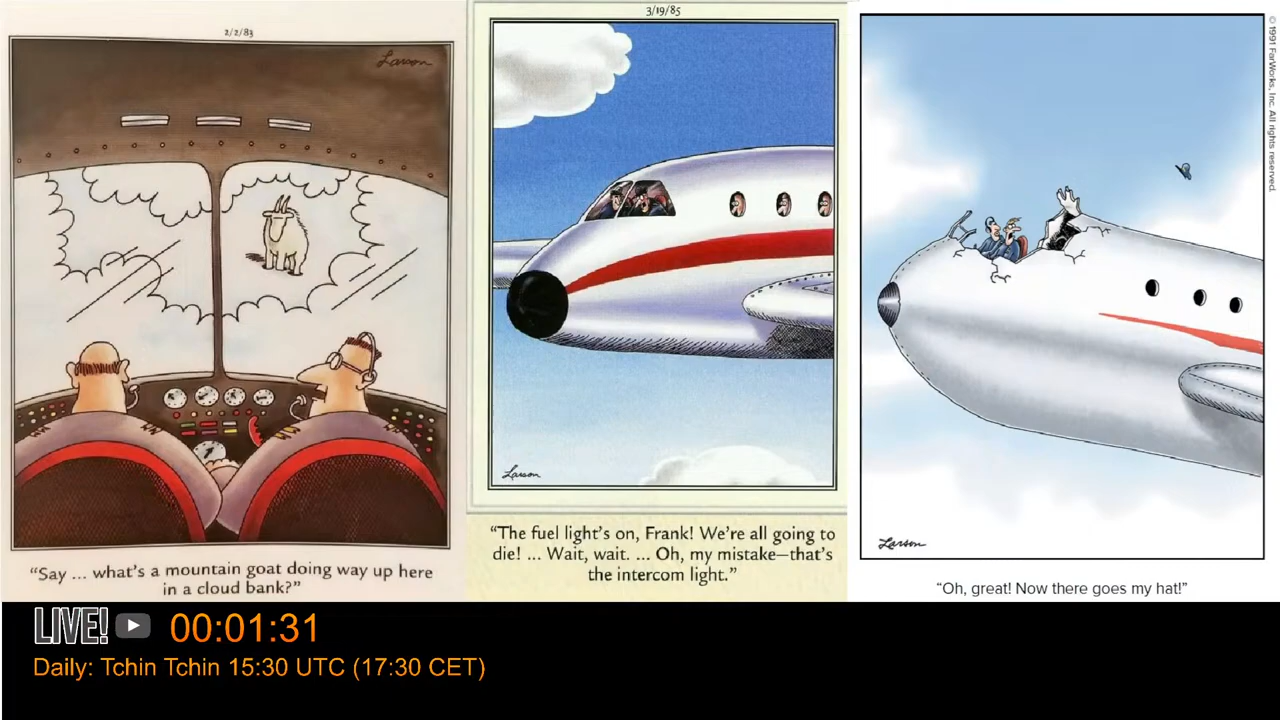 2/2/83
Larson
“Say ... what's a mountain goat doing way up here
in a cloud bank?”
3/19/85
Larson
“The fuel light's on, Frank! We're all going to
die! ... Wait, wait. ... Oh, my mistake—that's
the intercom light.”
© 1991 FarWorks, Inc. All rights reserved.
Larson
“Oh, great! Now there goes my hat!”
LIVE! 00:01:31
Daily: Tchin Tchin 15:30 UTC (17:30 CET)